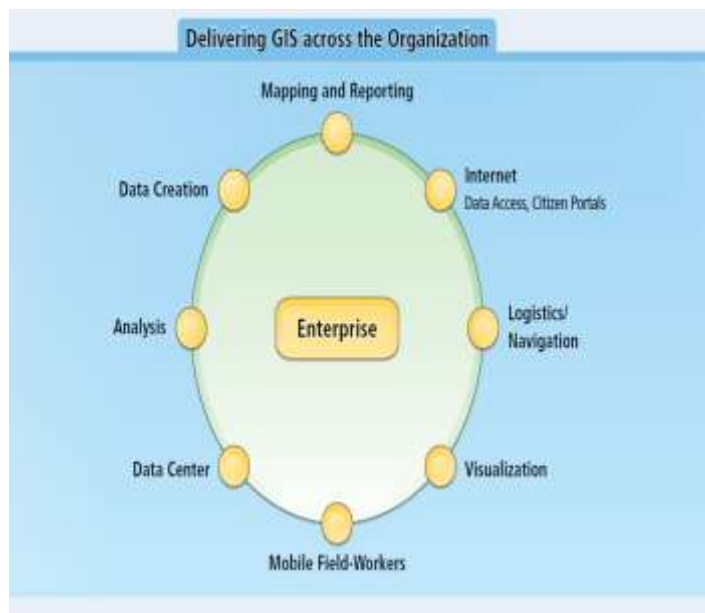 Delivering GIS across the Organization
Mapping and Reporting
Data Creation
Internet
Data Access, Citizen Portals
Analysis
Enterprise
Logistics/
Navigation
Data Center
Visualization
Mobile Field-Workers